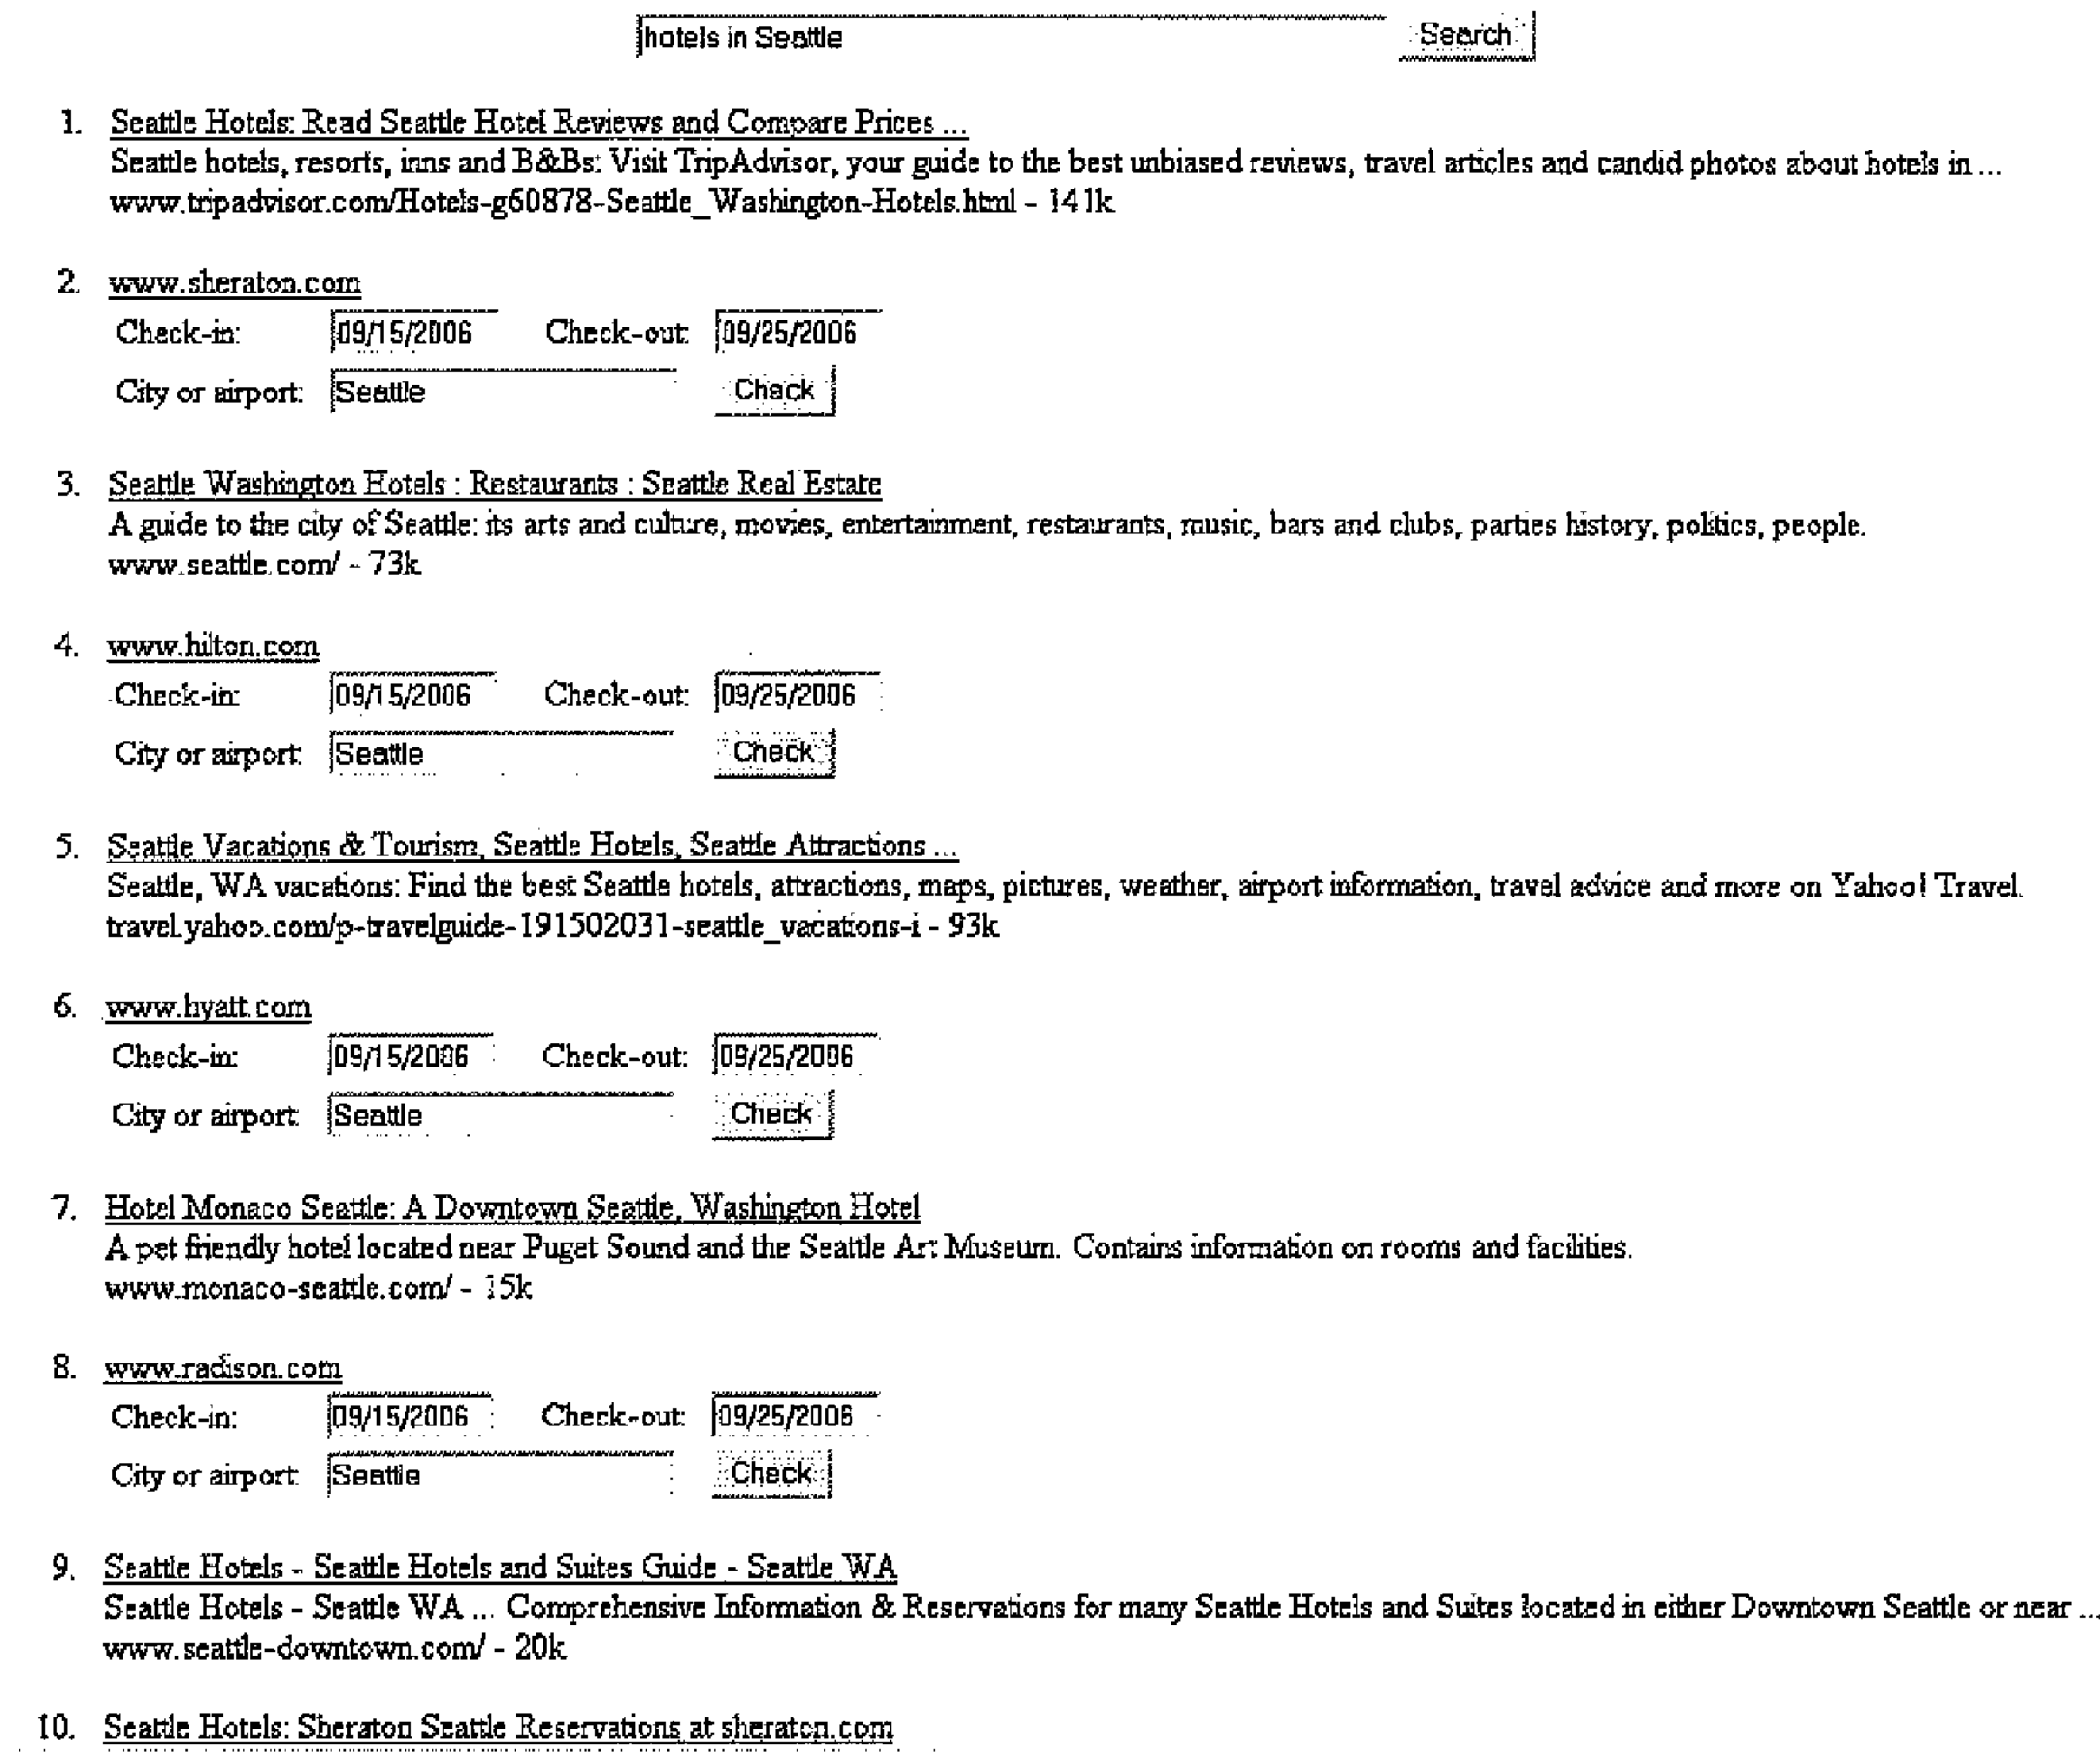 hotels in Seattle Search
1. Seattle Hotels: Read Seattle Hotel Reviews and Compare Prices ...
Seattle hotels, resorts, inns and B&Bs: Visit TripAdvisor, your guide to the best unbiased reviews, travel articles and candid photos about hotels in ...
www.tripadvisor.com/Hotels-g60878-Seattle_Washington-Hotels.html - 141k
2. www.sheraton.com
Check-in: 09/15/2006 Check-out: 09/25/2006
City or airport: Seattle Check
3. Seattle Washington Hotels : Restaurants : Seattle Real Estate
A guide to the city of Seattle: its arts and culture, movies, entertainment, restaurants, music, bars and clubs, parties history, politics, people.
www.seattle.com/ - 73k
4. www.hilton.com
Check-in: 09/15/2006 Check-out: 09/25/2006
City or airport: Seattle Check
5. Seattle Vacations & Tourism, Seattle Hotels, Seattle Attractions ...
Seattle, WA vacations: Find the best Seattle hotels, attractions, maps, pictures, weather, airport information, travel advice and more on Yahoo! Travel.
travel.yahoo.com/p-travelguide-191502031-seattle_vacations-i - 93k
6. www.hyatt.com
Check-in: 09/15/2006 Check-out: 09/25/2006
City or airport: Seattle Check
7. Hotel Monaco Seattle: A Downtown Seattle, Washington Hotel
A pet friendly hotel located near Puget Sound and the Seattle Art Museum. Contains information on rooms and facilities.
www.monaco-seattle.com/ - 15k
8. www.radison.com
Check-in: 09/15/2006 Check-out: 09/25/2006
City or airport: Seattle Check
9. Seattle Hotels - Seattle Hotels and Suites Guide - Seattle WA
Seattle Hotels - Seattle WA ... Comprehensive Information & Reservations for many Seattle Hotels and Suites located in either Downtown Seattle or near ...
www.seattle-downtown.com/ - 20k
10. Seattle Hotels: Sheraton Seattle Reservations at sheraton.com